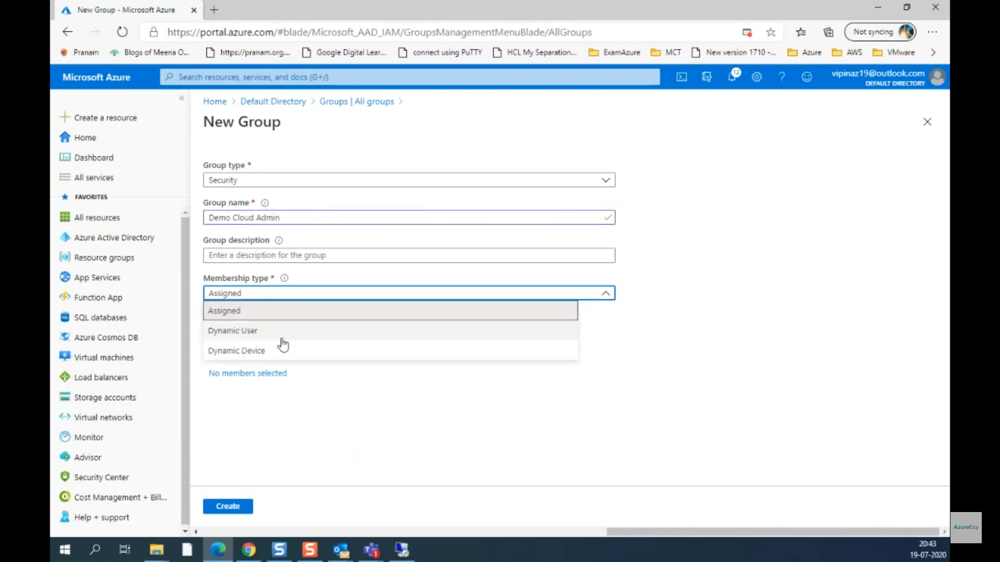 New Group - Microsoft Azure
https://portal.azure.com/#blade/Microsoft_AAD_IAM/GroupsManagementMenuBlade/AllGroups
Not syncing
Pranam
Blogs of Meena O...
https://pranam.org....
Google Digital Lear...
connect using PuTTY
HCL My Separation...
ExamAzure
MCT
New version 1710 -...
Azure
AWS
VMware
Microsoft Azure
Search resources, services, and docs (G+/)
12
vipinaz19@outlook.com
DEFAULT DIRECTORY
Create a resource
Home
Dashboard
All services
FAVORITES
All resources
Azure Active Directory
Resource groups
App Services
Function App
SQL databases
Azure Cosmos DB
Virtual machines
Load balancers
Storage accounts
Virtual networks
Monitor
Advisor
Security Center
Cost Management + Bill...
Help + support
Home > Default Directory > Groups | All groups >
New Group
Group type *
Security
Group name *
Demo Cloud Admin
Group description
Enter a description for the group
Membership type *
Assigned
Assigned
Dynamic User
Dynamic Device
No members selected
Create
AzureEzy
20:43
19-07-2020